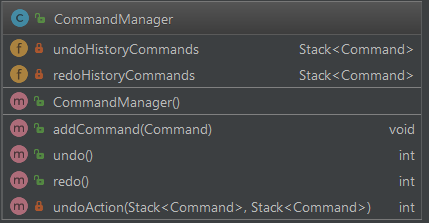 C CommandManager
f undoHistoryCommands Stack<Command>
f redoHistoryCommands Stack<Command>
m CommandManager()
m addCommand(Command) void
m undo() int
m redo() int
m undoAction(Stack<Command>, Stack<Command>) int